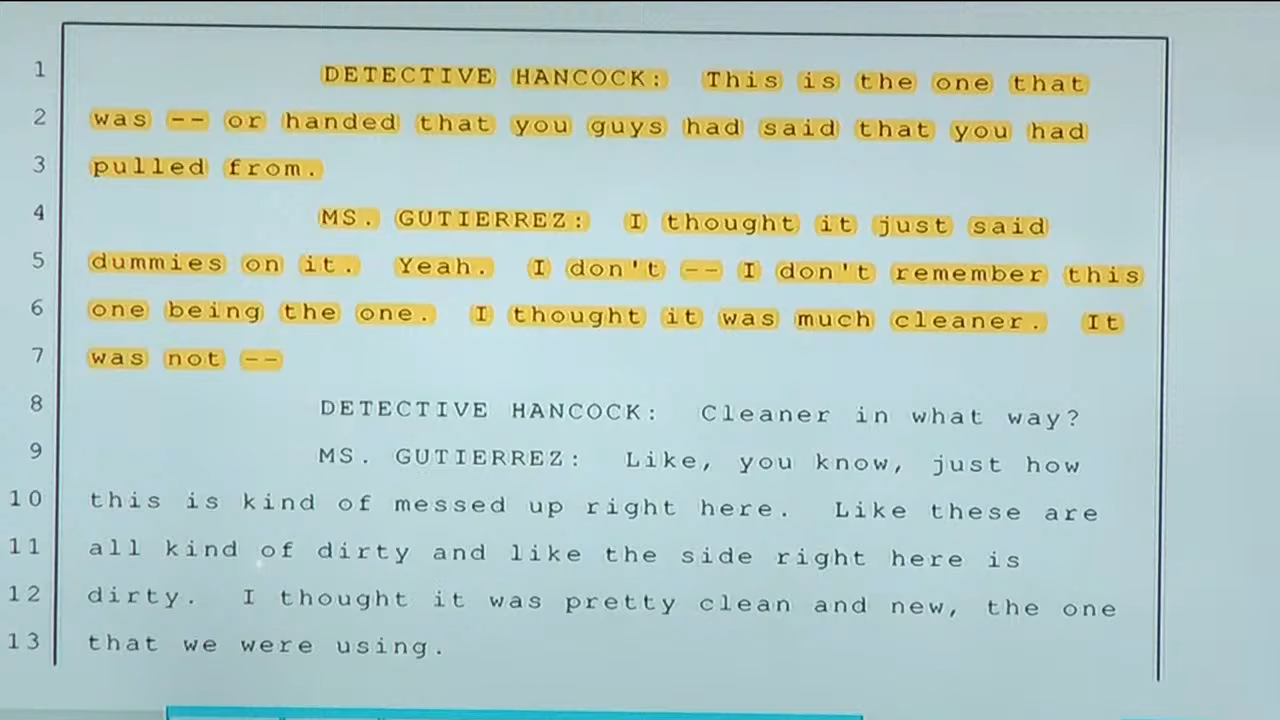 1 DETECTIVE HANCOCK: This is the one that
2 was -- or handed that you guys had said that you had
3 pulled from.
4 MS. GUTIERREZ: I thought it just said
5 dummies on it. Yeah. I don't -- I don't remember this
6 one being the one. I thought it was much cleaner. It
7 was not --
8 DETECTIVE HANCOCK: Cleaner in what way?
9 MS. GUTIERREZ: Like, you know, just how
10 this is kind of messed up right here. Like these are
11 all kind of dirty and like the side right here is
12 dirty. I thought it was pretty clean and new, the one
13 that we were using.